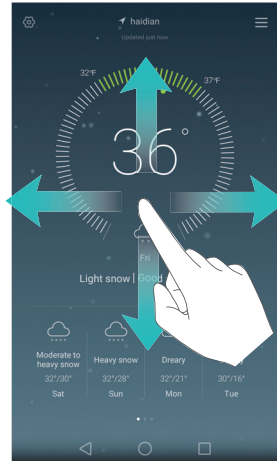 haidian
Updated just now
32°F 37°F
36°
Fri
Light snow | Good
Moderate to heavy snow Heavy snow Dreary
32°/30° 32°/28° 32°/21° 30°/16°
Sat Sun Mon Tue